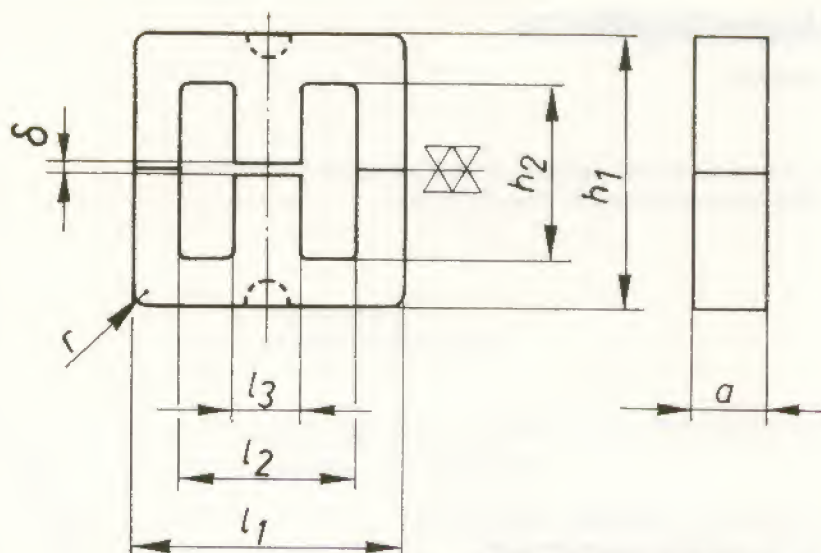 δ
h₂
h₁
r
l₃
a
l₂
l₁